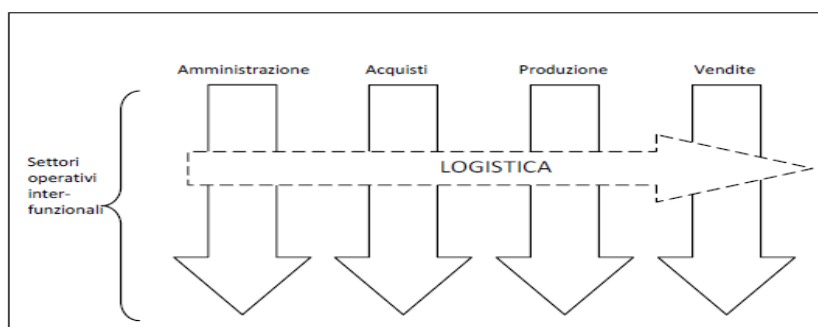 Amministrazione Acquisti Produzione Vendite
Settori
operativi
inter-
funzionali
LOGISTICA